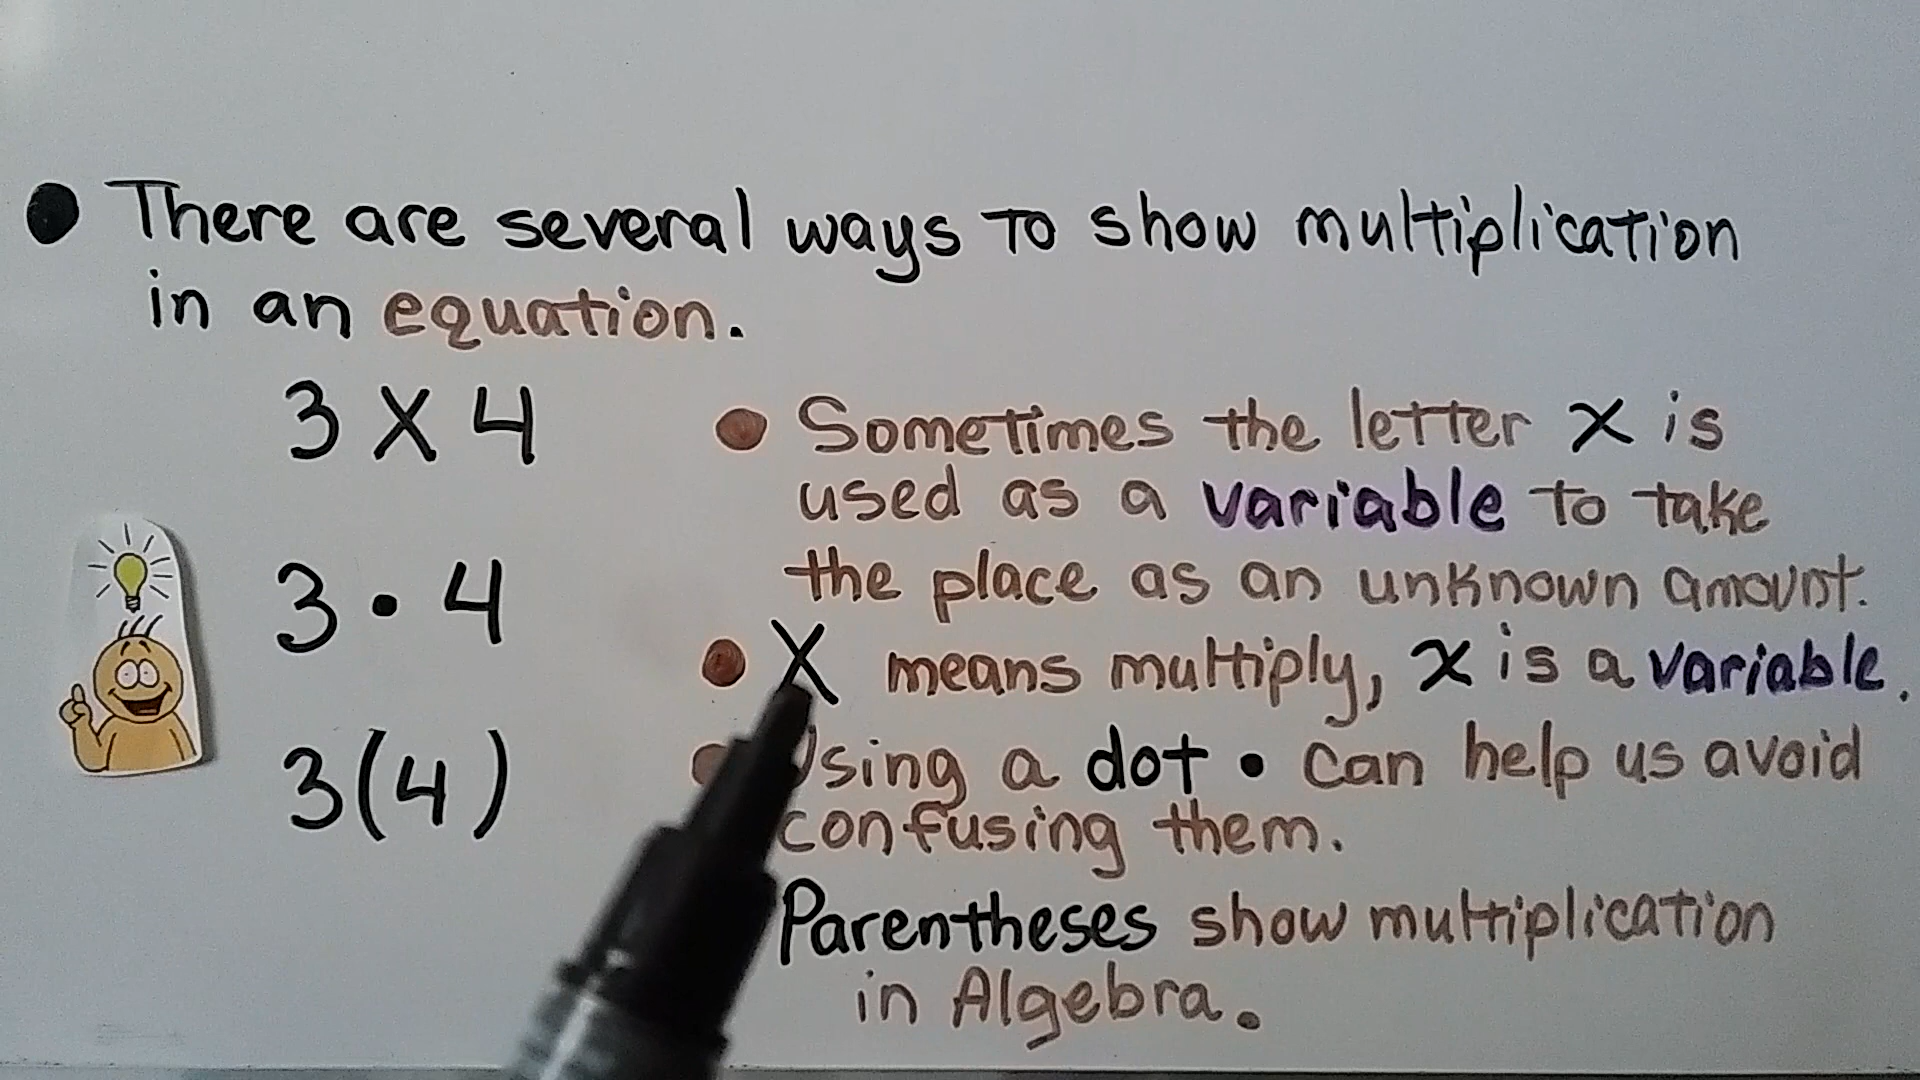 ● There are several ways to show multiplication
in an equation.
3 X 4
● Sometimes the letter x is
used as a variable to take
the place as an unknown amount.
3 • 4
● X means multiply, x is a variable.
● Using a dot • can help us avoid
confusing them.
3(4)
Parentheses show multiplication
in Algebra.